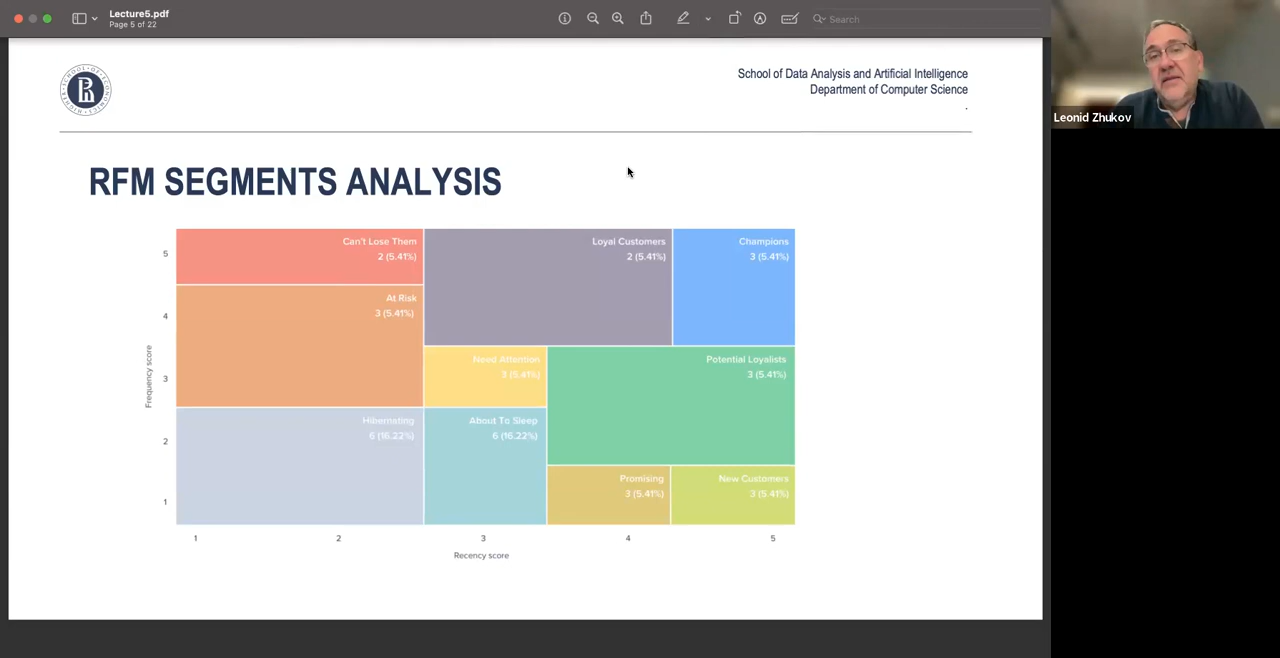 Lecture5.pdf
Page 5 of 22
Search
Leonid Zhukov
School of Data Analysis and Artificial Intelligence
Department of Computer Science
.
RFM SEGMENTS ANALYSIS
Can't Lose Them
2 (5.41%)
Loyal Customers
2 (5.41%)
Champions
3 (5.41%)
At Risk
3 (5.41%)
Need Attention
3 (5.41%)
Potential Loyalists
3 (5.41%)
Hibernating
6 (16.22%)
About To Sleep
6 (16.22%)
Promising
3 (5.41%)
New Customers
3 (5.41%)
Frequency score
5
4
3
2
1
1 2 3 4 5
Recency score